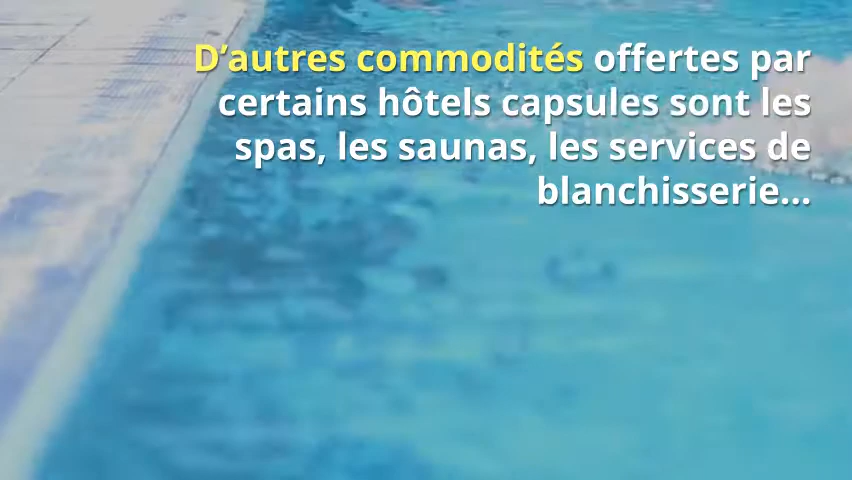 D’autres commodités offertes par
certains hôtels capsules sont les
spas, les saunas, les services de
blanchisserie...